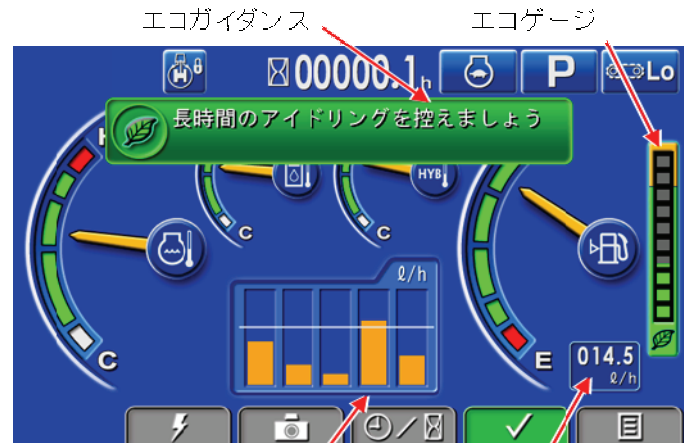 エコガイダンス
エコゲージ
00000.1h
P
Lo
長時間のアイドリングを控えましょう
H
HYB
C
C
ℓ/h
C
E
014.5
ℓ/h